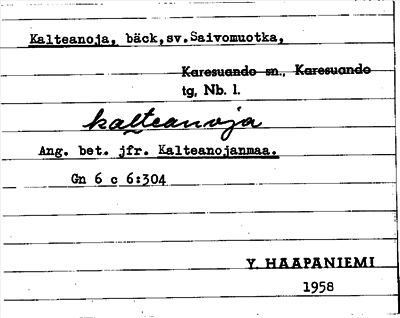 Kalteanoja, bäck,sv.Saivomuotka,
Karesuando sn., Karesuando
tg, Nb. l.
kalteanoja
Ang. bet. jfr. Kalteanojanmaa.
Gn 6 c 6:304
Y. HAAPANIEMI
1958